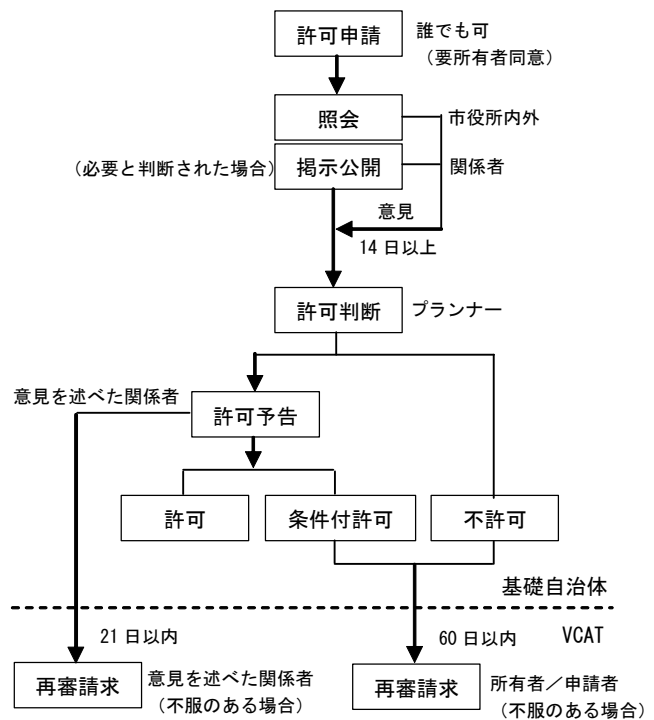 許可申請
誰でも可
（要所有者同意）
照会
市役所内外
（必要と判断された場合）
掲示公開
関係者
意見
14 日以上
許可判断
プランナー
意見を述べた関係者
許可予告
許可
条件付許可
不許可
基礎自治体
21 日以内
60 日以内
VCAT
再審請求
意見を述べた関係者
（不服のある場合）
再審請求
所有者／申請者
（不服のある場合）